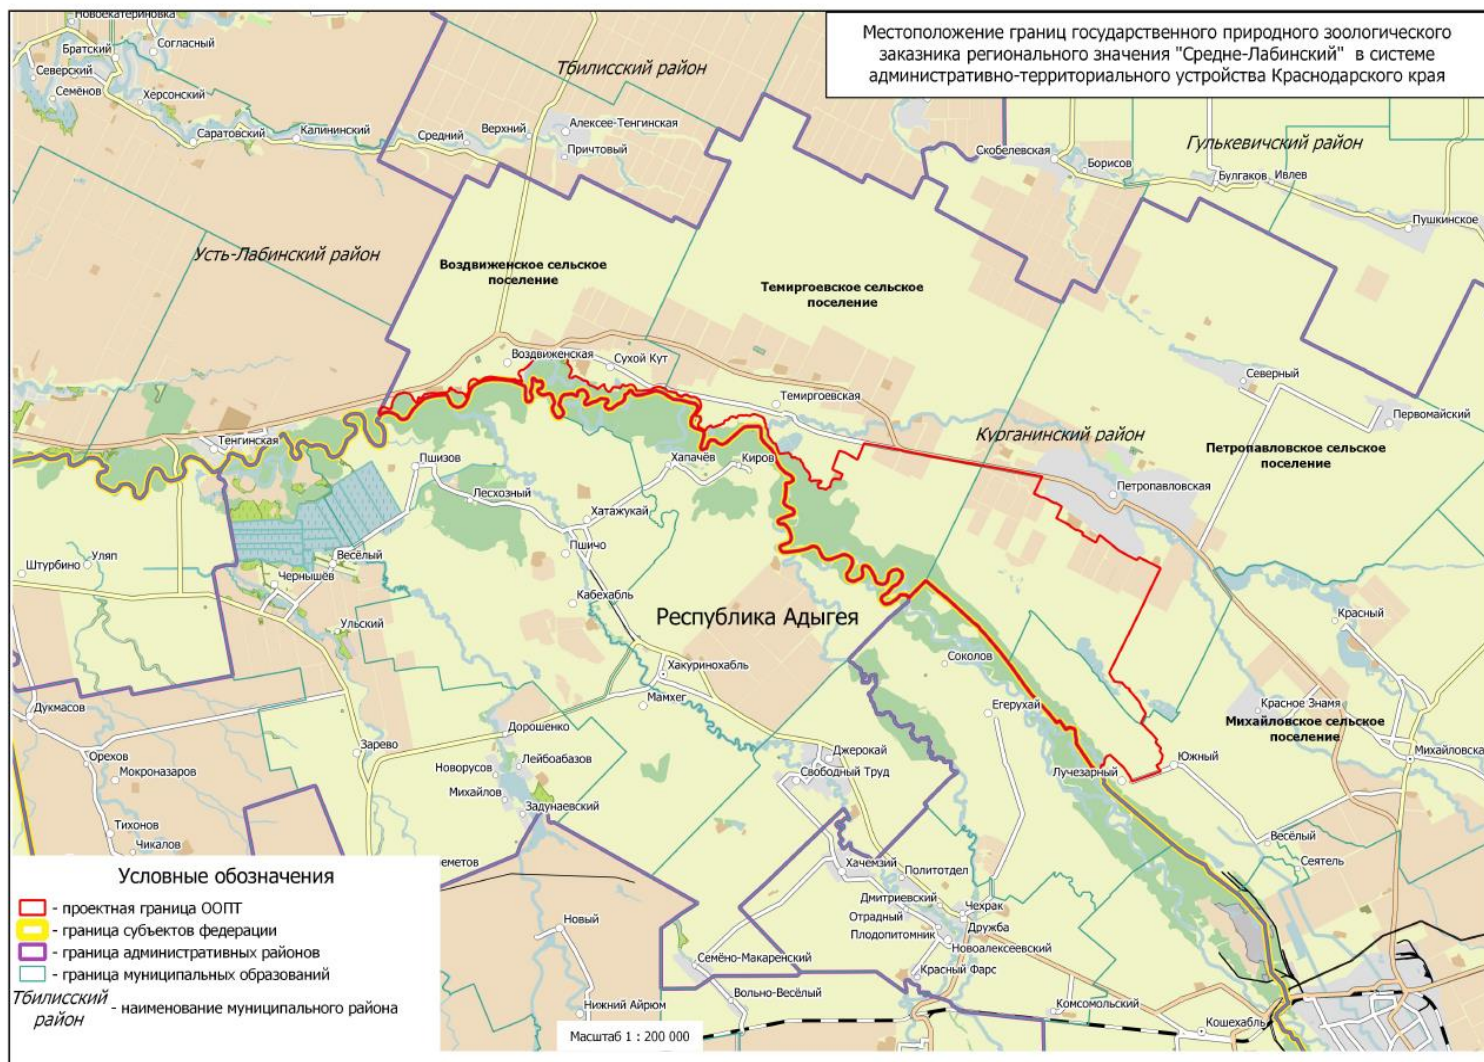 Местоположение границ государственного природного зоологического
заказника регионального значения "Средне-Лабинский" в системе
административно-территориального устройства Краснодарского края
Новоекатериновка
Братский
Согласный
Северский
Семёнов
Херсонский
Саратовский
Калининский
Средний
Верхний
Алексее-Тенгинская
Причтовый
Тбилисский район
Скобелевская
Борисов
Гулькевичский район
Булгаков
Ивлев
Пушкинское
Усть-Лабинский район
Воздвиженское сельское
поселение
Темиргоевское сельское
поселение
Воздвиженская
Сухой Кут
Темиргоевская
Северный
Первомайский
Курганинский район
Петропавловское сельское
поселение
Тенгинская
Пшизов
Хапачёв
Киров
Петропавловская
Лесхозный
Хатажукай
Пшичо
Штурбино
Уляп
Весёлый
Чернышёв
Кабехабль
Ульский
Республика Адыгея
Красный
Соколов
Хакуринохабль
Мамхег
Егерухай
Красное Знамя
Михайловское сельское
поселение
Михайловска
Дукмасов
Орехов
Мокроназаров
Зарево
Дорошенко
Лейбоабазов
Новорусов
Михайлов
Задунаевский
Джерокай
Свободный Труд
Лучезарный
Южный
Тихонов
Чикалов
еметов
Весёлый
Сеятель
Хачемзий
Политотдел
Дмитриевский
Чехрак
Отрадный
Дружба
Плодопитомник
Новоалексеевский
Новый
Семёно-Макаренский
Красный Фарс
Вольно-Весёлый
Нижний Айрюм
Комсомольский
Кошехабль
Условные обозначения
- проектная граница ООПТ
- граница субъектов федерации
- граница административных районов
- граница муниципальных образований
Тбилисский
район - наименование муниципального района
Масштаб 1 : 200 000